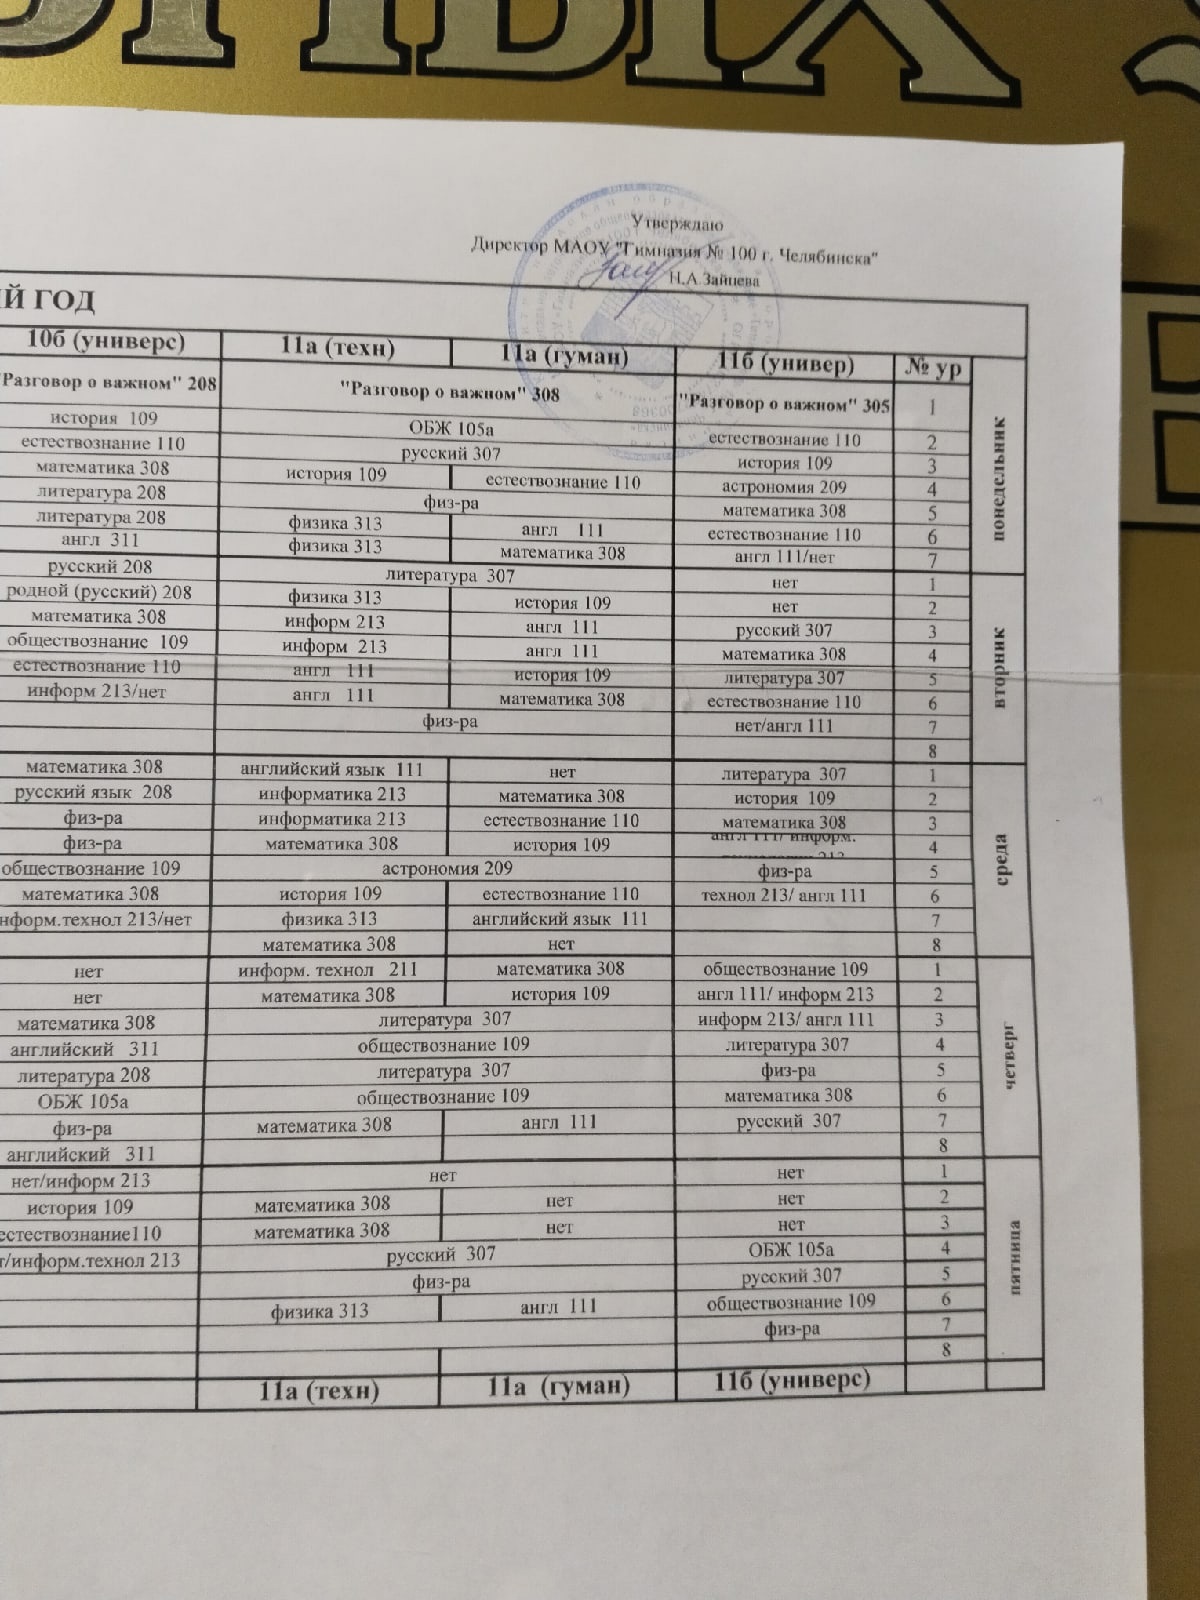 Утверждаю
Директор МАОУ "Гимназия № 100 г. Челябинска"
Н.А.Зайцева
ИЙ ГОД
10б (универс) 11а (техн) 11а (гуман) 11б (универ) № ур
"Разговор о важном" 208 "Разговор о важном" 308 "Разговор о важном" 305 1 понедельник
история 109 ОБЖ 105а естествознание 110 2
естествознание 110 русский 307 история 109 3
математика 308 история 109 естествознание 110 астрономия 209 4
литература 208 физ-ра математика 308 5
литература 208 физика 313 англ 111 естествознание 110 6
англ 311 физика 313 математика 308 англ 111/нет 7
русский 208 литература 307 нет 1 вторник
родной (русский) 208 физика 313 история 109 нет 2
математика 308 информ 213 англ 111 русский 307 3
обществознание 109 информ 213 англ 111 математика 308 4
естествознание 110 англ 111 история 109 литература 307 5
информ 213/нет англ 111 математика 308 естествознание 110 6
физ-ра нет/англ 111 7
8
математика 308 английский язык 111 нет литература 307 1 среда
русский язык 208 информатика 213 математика 308 история 109 2
физ-ра информатика 213 естествознание 110 математика 308 3
физ-ра математика 308 история 109 англ 111/ информ. 4
обществознание 109 астрономия 209 физ-ра 5
математика 308 история 109 естествознание 110 технол 213/ англ 111 6
нформ.технол 213/нет физика 313 английский язык 111 7
математика 308 нет 8
нет информ. технол 211 математика 308 обществознание 109 1 четверг
нет математика 308 история 109 англ 111/ информ 213 2
математика 308 литература 307 информ 213/ англ 111 3
английский 311 обществознание 109 литература 307 4
литература 208 литература 307 физ-ра 5
ОБЖ 105а обществознание 109 математика 308 6
физ-ра математика 308 англ 111 русский 307 7
английский 311 8
нет/информ 213 нет нет 1 пятница
история 109 математика 308 нет нет 2
естествознание110 математика 308 нет нет 3
т/информ.технол 213 русский 307 ОБЖ 105а 4
физ-ра русский 307 5
физика 313 англ 111 обществознание 109 6
физ-ра 7
8
11а (техн) 11а (гуман) 11б (универс)